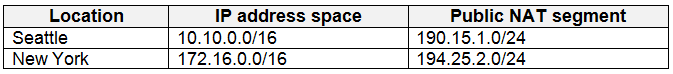 Location IP address space Public NAT segment
Seattle 10.10.0.0/16 190.15.1.0/24
New York 172.16.0.0/16 194.25.2.0/24